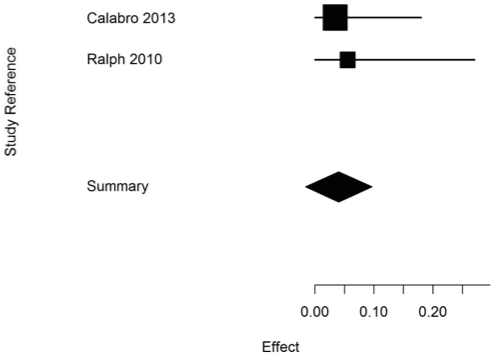 Study Reference
Calabro 2013
Ralph 2010
Summary
0.00 0.10 0.20
Effect